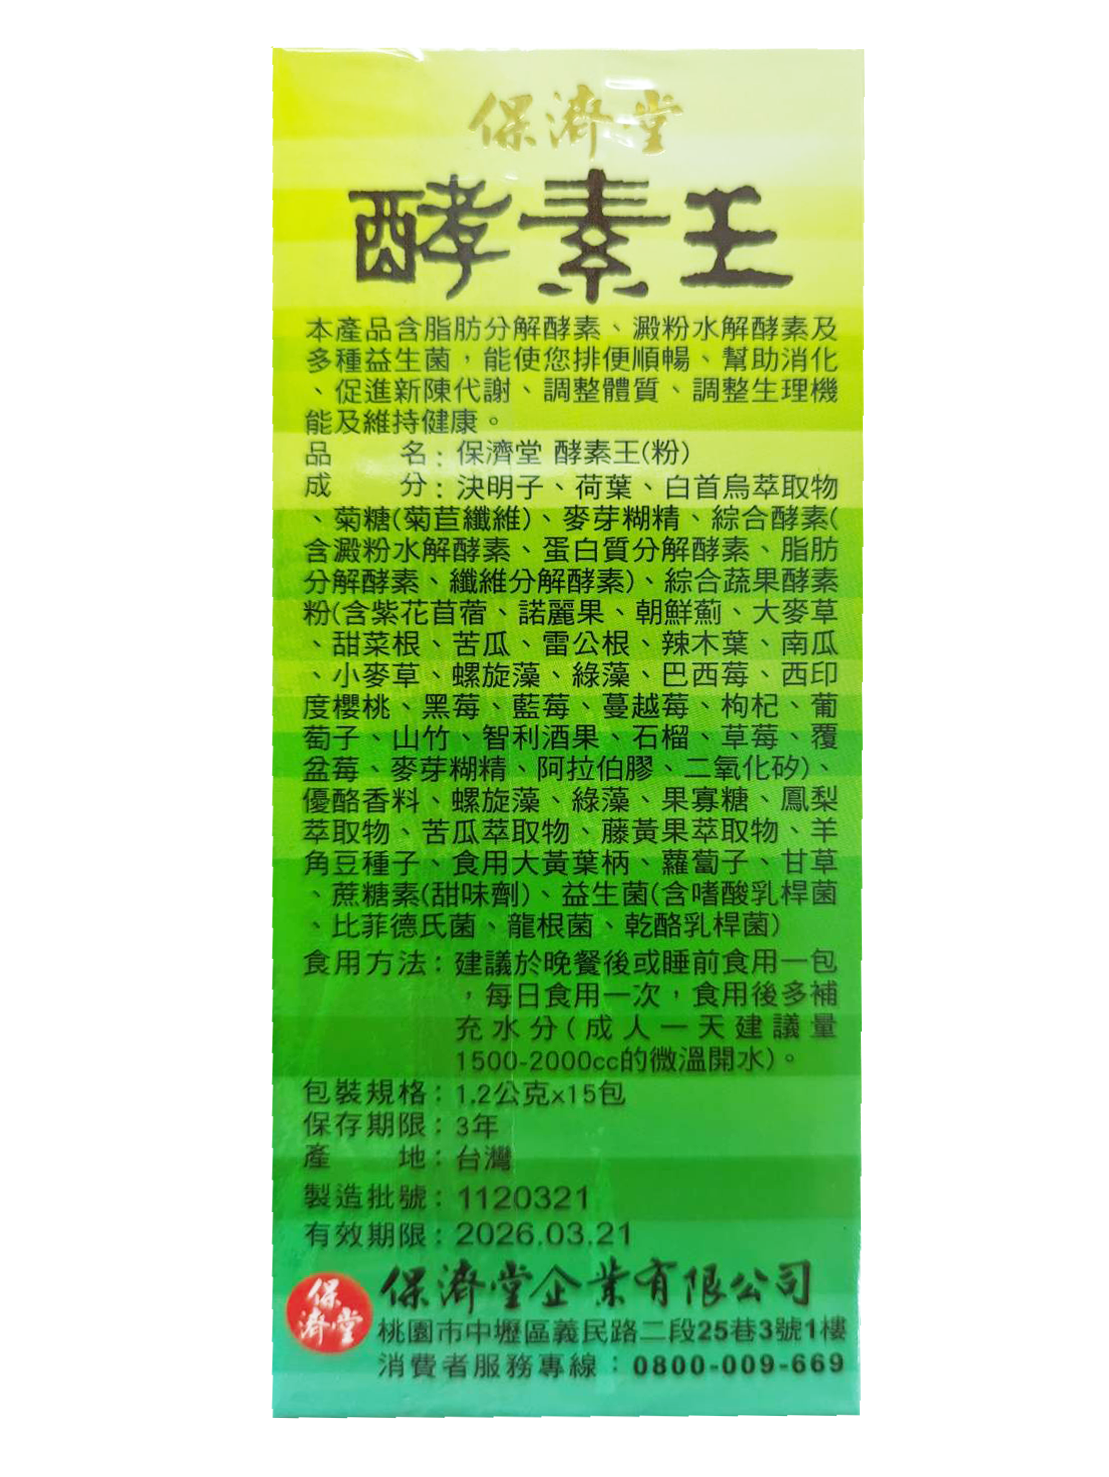 保濟堂
酵素王
本產品含脂肪分解酵素、澱粉水解酵素及
多種益生菌，能使您排便順暢、幫助消化
、促進新陳代謝、調整體質、調整生理機
能及維持健康。
品　　名：保濟堂 酵素王(粉)
成　　分：決明子、荷葉、白首烏萃取物
、菊糖(菊苣纖維)、麥芽糊精、綜合酵素(
含澱粉水解酵素、蛋白質分解酵素、脂肪
分解酵素、纖維分解酵素)、綜合蔬果酵素
粉(含紫花苜蓿、諾麗果、朝鮮薊、大麥草
、甜菜根、苦瓜、雷公根、辣木葉、南瓜
、小麥草、螺旋藻、綠藻、巴西莓、西印
度櫻桃、黑莓、藍莓、蔓越莓、枸杞、葡
萄子、山竹、智利酒果、石榴、草莓、覆
盆莓、麥芽糊精、阿拉伯膠、二氧化矽)、
優酪香料、螺旋藻、綠藻、果寡糖、鳳梨
萃取物、苦瓜萃取物、藤黃果萃取物、羊
角豆種子、食用大黃葉柄、蘿蔔子、甘草
、蔗糖素(甜味劑)、益生菌(含嗜酸乳桿菌
、比菲德氏菌、龍根菌、乾酪乳桿菌)
食用方法：建議於晚餐後或睡前食用一包
，每日食用一次，食用後多補
充水分(成人一天建議量
1500-2000cc的微溫開水)。
包裝規格：1.2公克x15包
保存期限：3年
產　　地：台灣
製造批號：1120321
有效期限：2026.03.21
保濟堂
保濟堂企業有限公司
桃園市中壢區義民路二段25巷3號1樓
消費者服務專線：0800-009-669